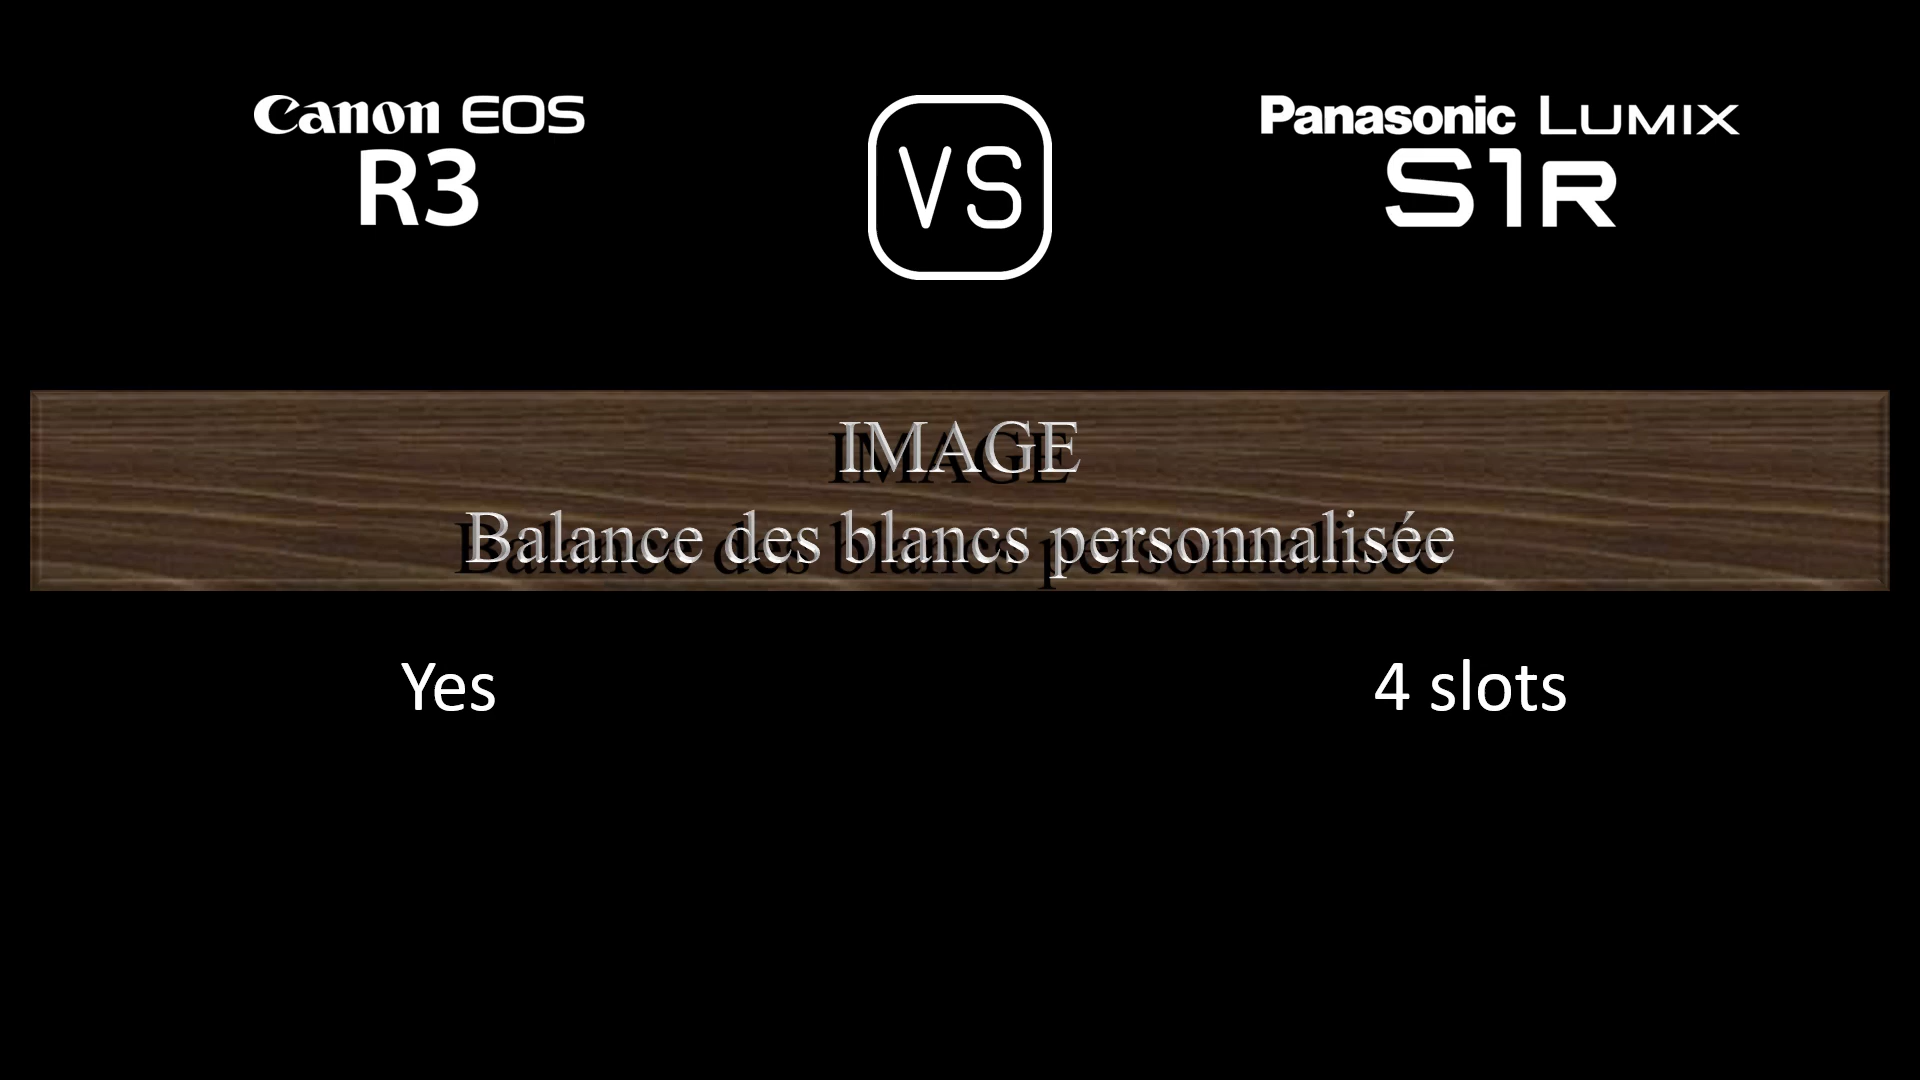 Canon EOS
R3
VS
Panasonic LUMIX
S1R
IMAGE
Balance des blancs personnalisée
Yes
4 slots